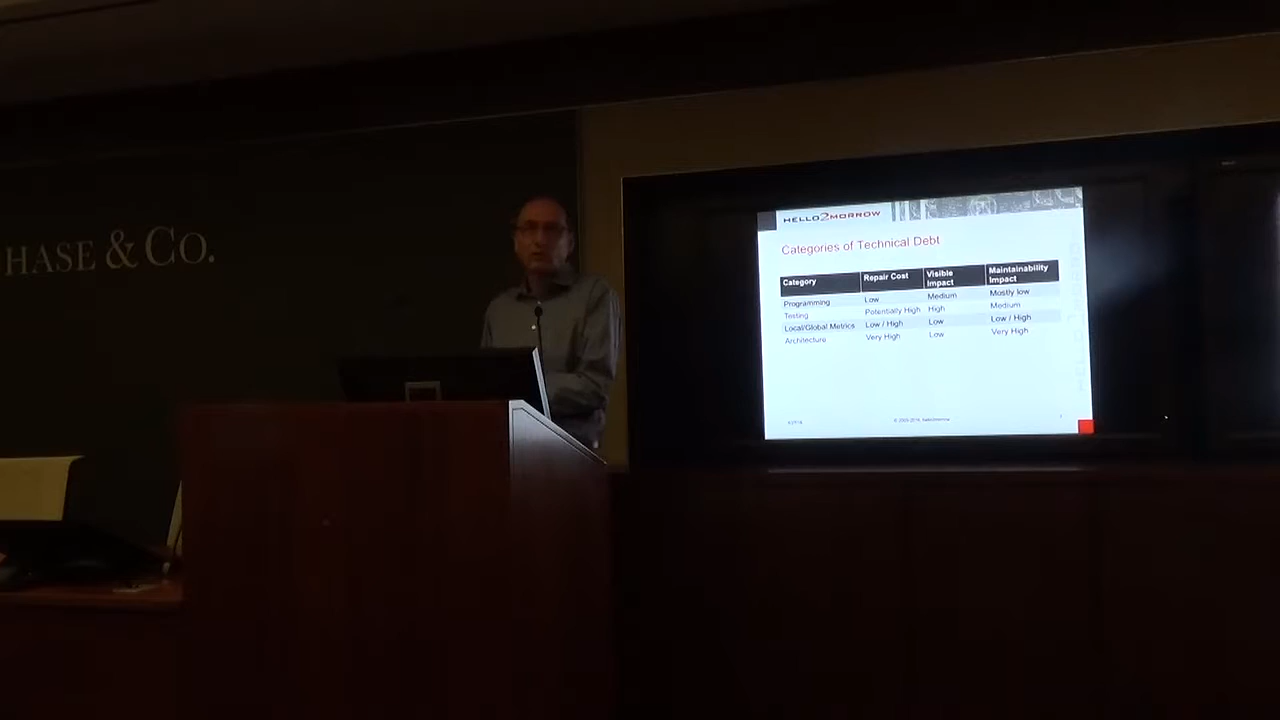 HASE & CO.
HELLO2MORROW
Categories of Technical Debt
Category Repair Cost Visible Impact Maintainability Impact
Programming Low Medium Mostly low
Testing Potentially High High Medium
Local/Global Metrics Low / High Low Low / High
Architecture Very High Low Very High